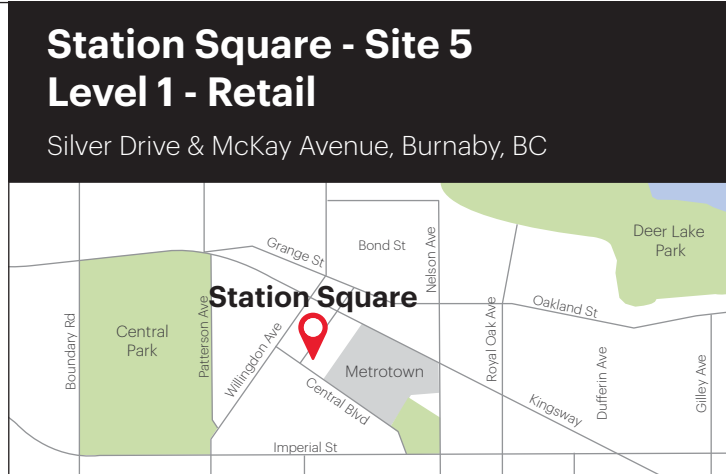 Station Square - Site 5
Level 1 - Retail
Silver Drive & McKay Avenue, Burnaby, BC
Grange St
Bond St
Nelson Ave
Deer Lake
Park
Station Square
Boundary Rd
Central
Park
Patterson Ave
Willingdon Ave
Metrotown
Central Blvd
Royal Oak Ave
Oakland St
Kingsway
Dufferin Ave
Gilley Ave
Imperial St